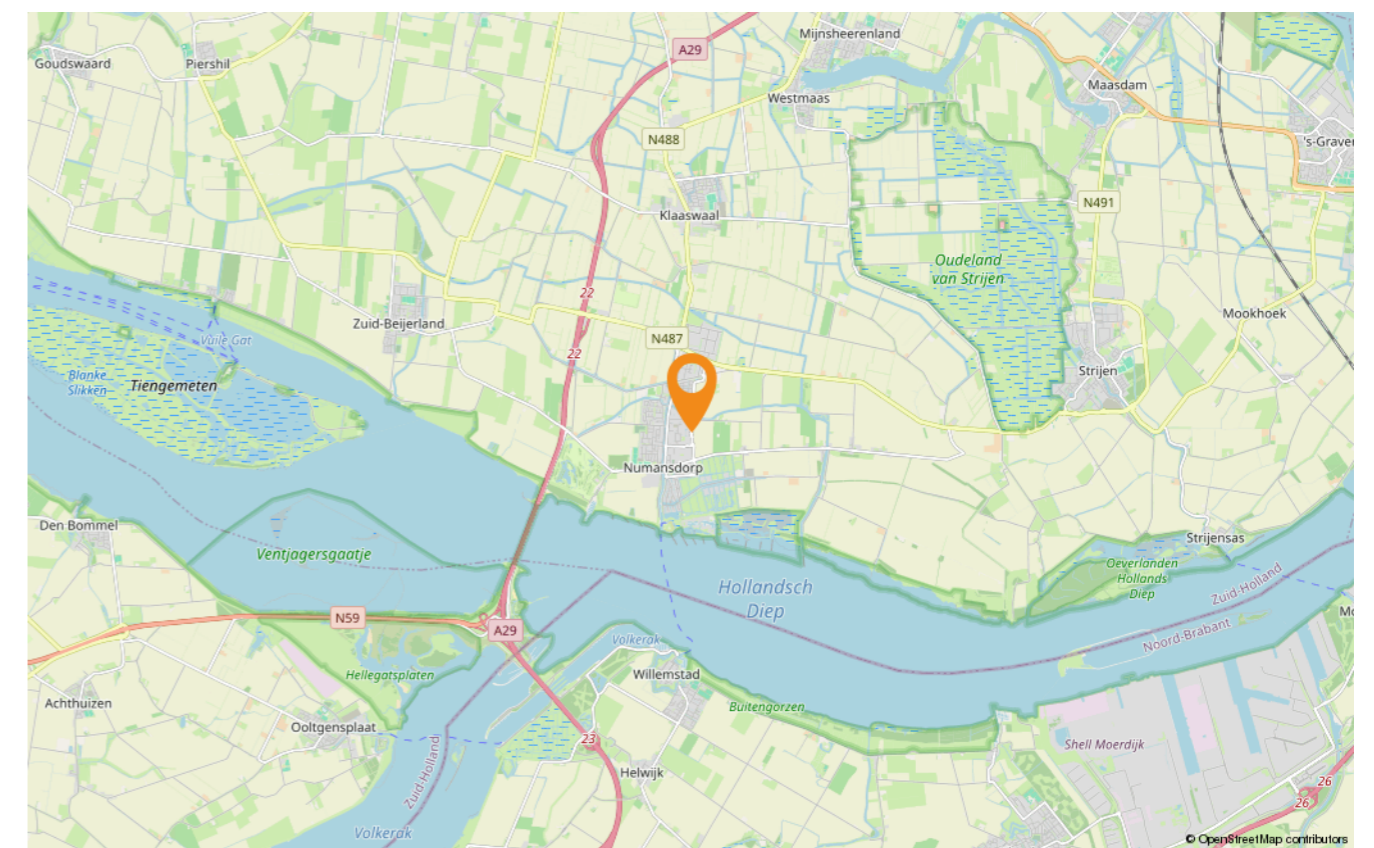 Mijnsheerenland
A29
Goudswaard
Piershil
Maasdam
Westmaas
N488
's-Graver
N491
Klaaswaal
Oudeland
van Strijen
22
Mookhoek
Zuid-Beijerland
N487
Vuile Gat
22
Blanke
Slikken
Tiengemeten
Strijen
Numansdorp
Den Bommel
Strijensas
Ventjagersgaatje
Oeverlanden
Hollands
Diep
Hollandsch
Diep
Zuid-Holland
N59
A29
Noord-Brabant
Volkerak
Hellegatsplaten
Willemstad
Achthuizen
Buitengorzen
Ooltgensplaat
23
Shell Moerdijk
Zuid-Holland
Helwijk
26
26
Volkerak
© OpenStreetMap contributors